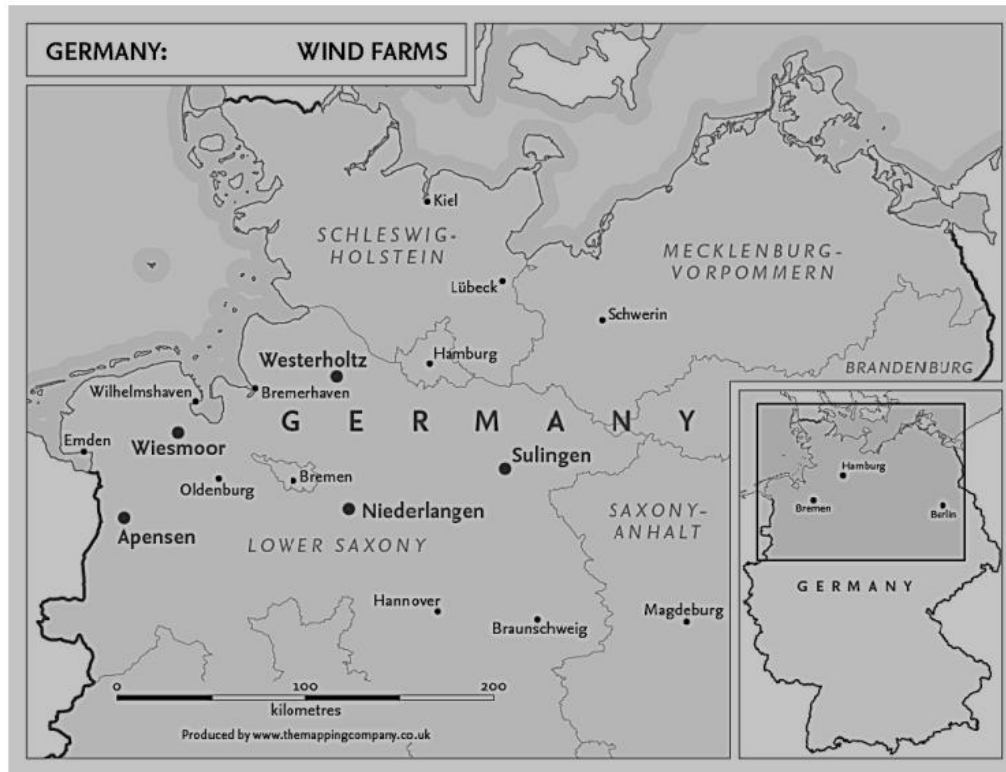 GERMANY: WIND FARMS
Kiel
SCHLESWIG-
HOLSTEIN
MECKLENBURG-
VORPOMMERN
Lübeck
Schwerin
Hamburg
Westerholtz
BRANDENBURG
Wilhelmshaven
Bremerhaven
GERMANY
Emden
Wiesmoor
Sulingen
Oldenburg
Bremen
Niederlangen
SAXONY-
ANHALT
Apensen
LOWER SAXONY
Hannover
Braunschweig
Magdeburg
0 100 200
kilometres
Produced by www.themappingcompany.co.uk
Hamburg
Bremen
Berlin
GERMANY